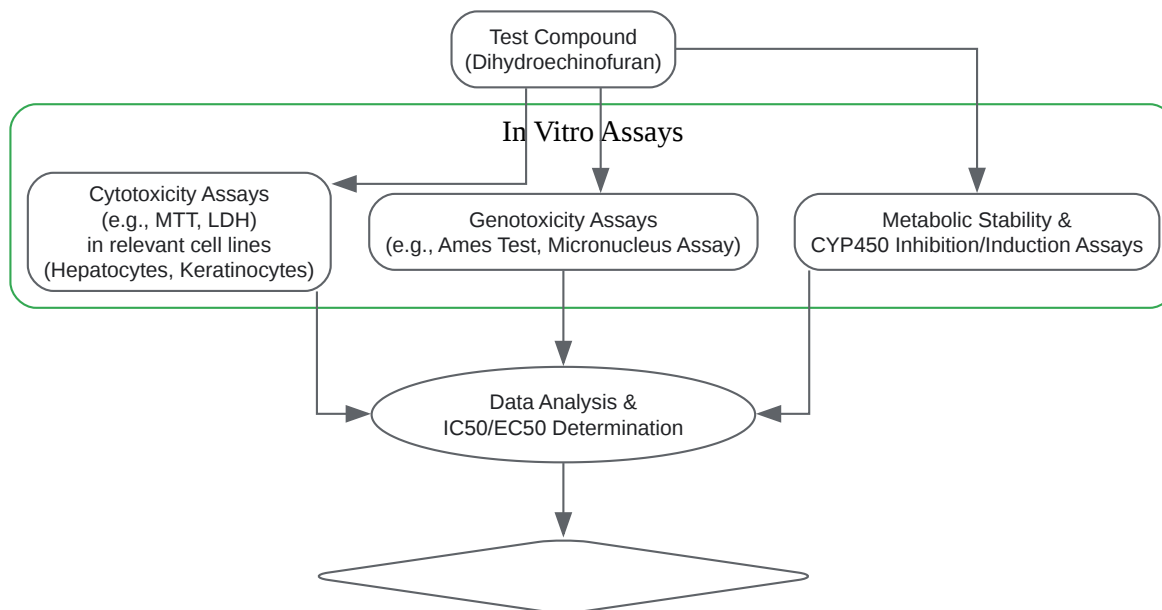 Test Compound
(Dihydroechinofuran)
In Vitro Assays
Cytotoxicity Assays
(e.g., MTT, LDH)
in relevant cell lines
(Hepatocytes, Keratinocytes)
Genotoxicity Assays
(e.g., Ames Test, Micronucleus Assay)
Metabolic Stability &
CYP450 Inhibition/Induction Assays
Data Analysis &
IC50/EC50 Determination